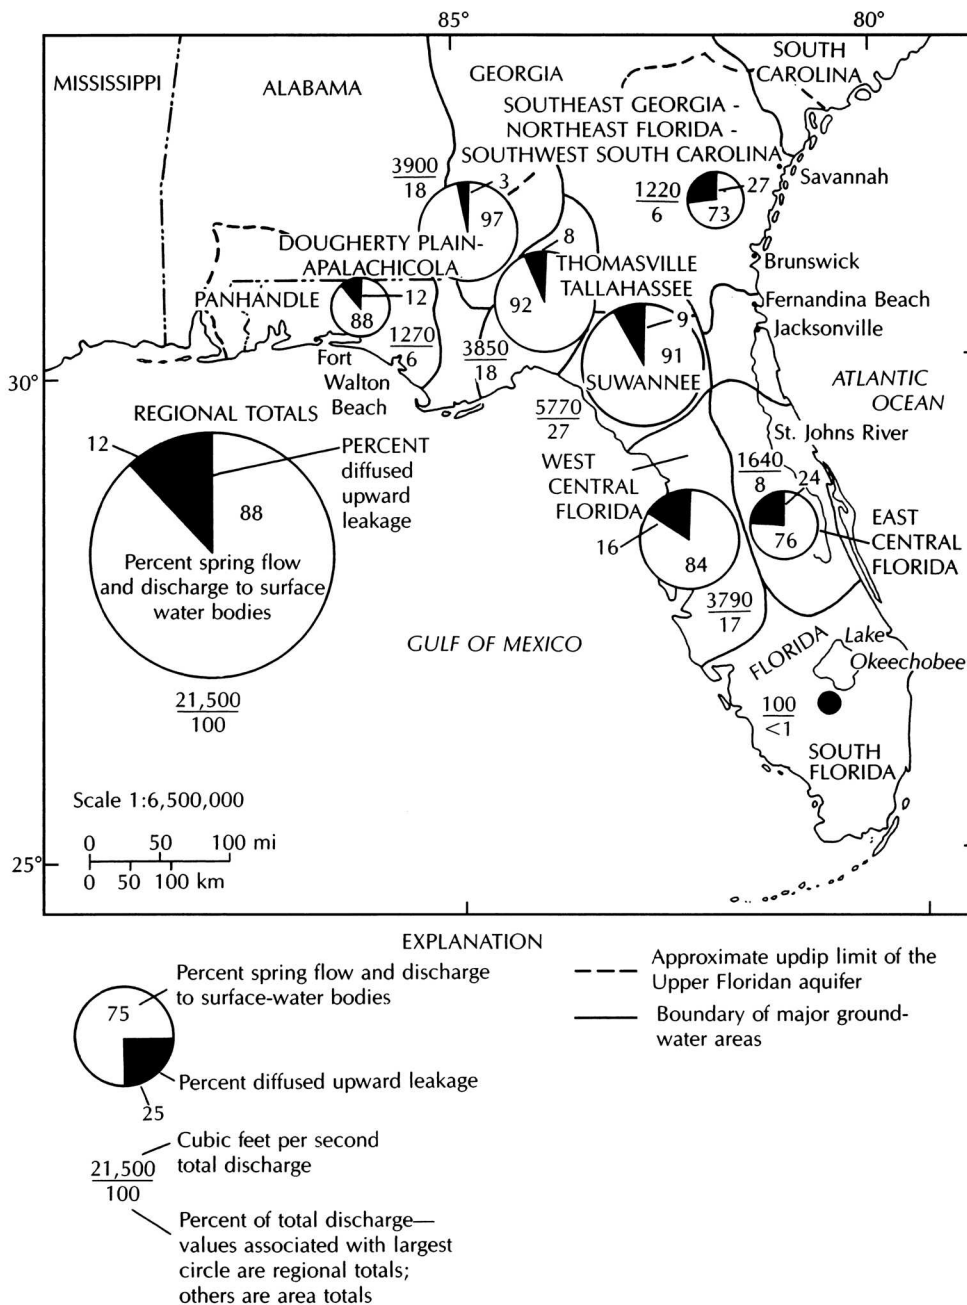 85°
80°
MISSISSIPPI
ALABAMA
GEORGIA
SOUTH
CAROLINA
SOUTHEAST GEORGIA -
NORTHEAST FLORIDA -
SOUTHWEST SOUTH CAROLINA
3900
18
3
97
1220
6
27
73
Savannah
DOUGHERTY PLAIN-
APALACHICOLA
8
92
THOMASVILLE
TALLAHASSEE
Brunswick
PANHANDLE
12
88
Fernandina Beach
Jacksonville
1270
6
3850
18
9
91
SUWANNEE
Fort
Walton
Beach
30°
ATLANTIC
OCEAN
5770
27
St. Johns River
REGIONAL TOTALS
12
88
PERCENT
diffused
upward
leakage
Percent spring flow
and discharge to surface
water bodies
21,500
100
WEST
CENTRAL
FLORIDA
1640
8
24
76
EAST
CENTRAL
FLORIDA
16
84
3790
17
GULF OF MEXICO
FLORIDA
Lake
Okeechobee
100
<1
SOUTH
FLORIDA
Scale 1:6,500,000
0 50 100 mi
0 50 100 km
25°
EXPLANATION
Percent spring flow and discharge
to surface-water bodies
75
Percent diffused upward leakage
25
Cubic feet per second
total discharge
21,500
100
Percent of total discharge—
values associated with largest
circle are regional totals;
others are area totals
Approximate updip limit of the
Upper Floridan aquifer
Boundary of major ground-
water areas